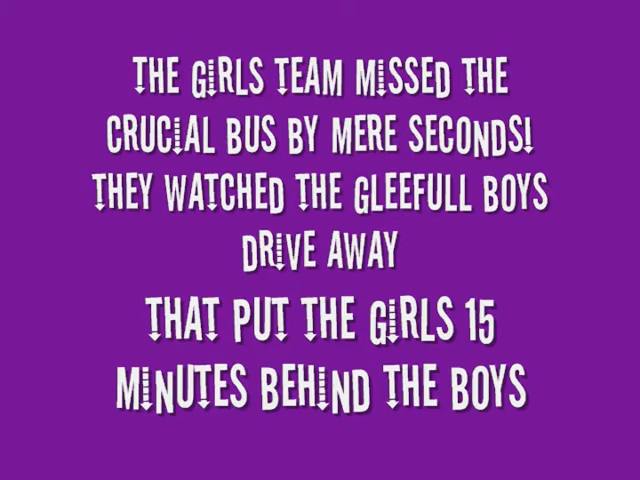 THE GIRLS TEAM MISSED THE
CRUCIAL BUS BY MERE SECONDS!
THEY WATCHED THE GLEEFULL BOYS
DRIVE AWAY
THAT PUT THE GIRLS 15
MINUTES BEHIND THE BOYS